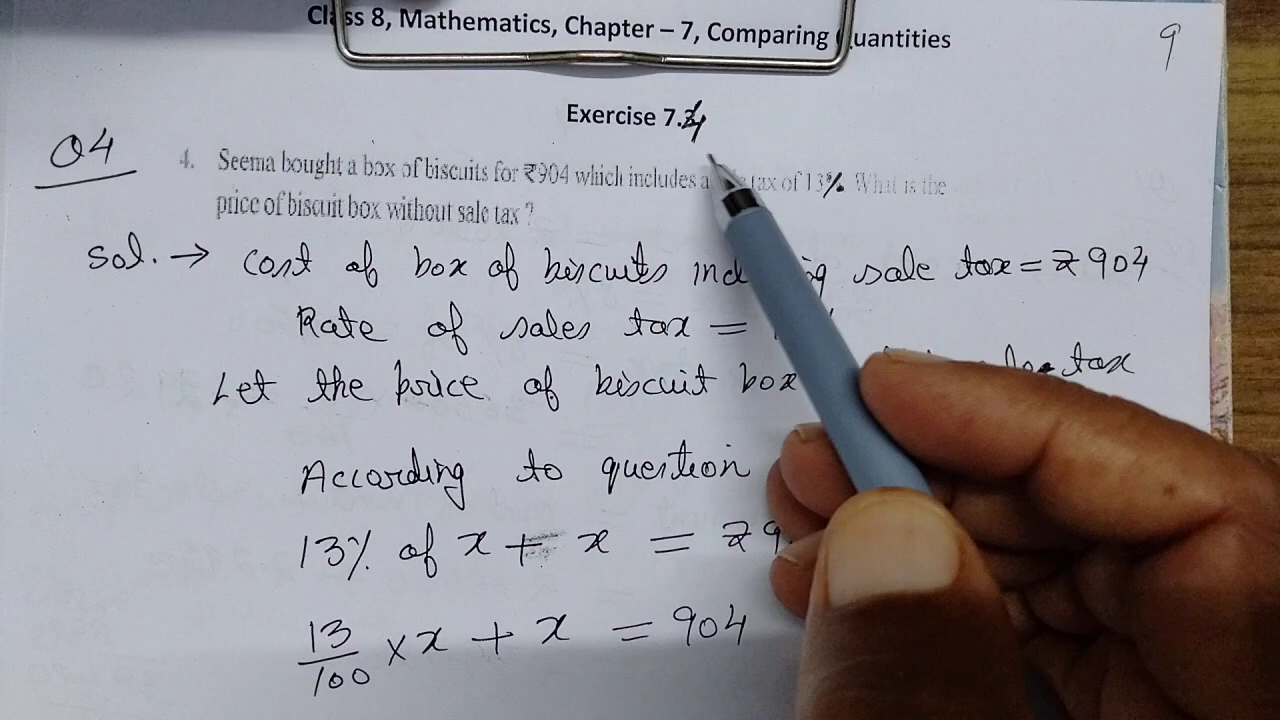 Class 8, Mathematics, Chapter – 7, Comparing Quantities
9
Exercise 7.4
Q4
4. Seema bought a box of biscuits for ₹904 which includes a tax of 13%. What is the
price of biscuit box without sale tax ?
Sol. → Cost of box of biscuits including sale tax = ₹904
Rate of sales tax =
Let the price of biscuit box tax
According to question
13% of x + x = ₹9
13/100 × x + x = 904